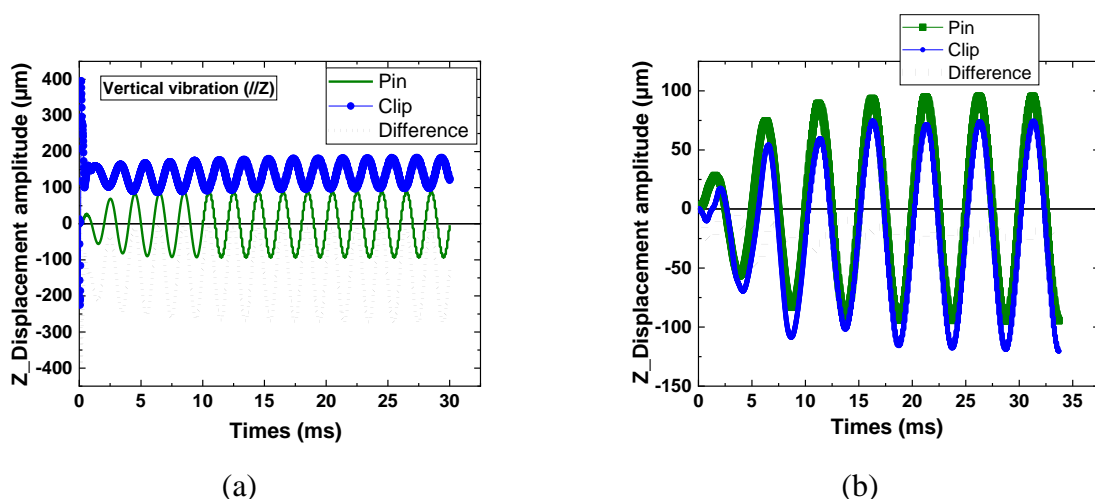 Z_Displacement amplitude (µm)
400
300
200
100
0
-100
-200
-300
-400
Vertical vibration (//Z)
Pin
Clip
Difference
0 5 10 15 20 25 30
Times (ms)
(a)
Z_Displacement amplitude (µm)
100
50
0
-50
-100
-150
Pin
Clip
Difference
0 5 10 15 20 25 30 35
Times (ms)
(b)